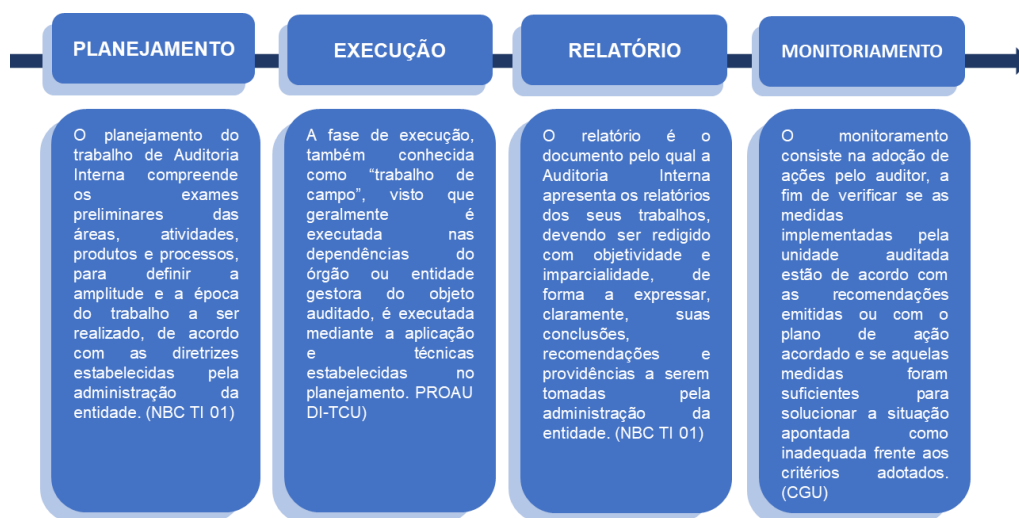 PLANEJAMENTO
O planejamento do
trabalho de Auditoria
Interna compreende
os exames
preliminares das
áreas, atividades,
produtos e processos,
para definir a
amplitude e a época
do trabalho a ser
realizado, de acordo
com as diretrizes
estabelecidas pela
administração da
entidade. (NBC TI 01)
EXECUÇÃO
A fase de execução,
também conhecida
como “trabalho de
campo”, visto que
geralmente é
executada nas
dependências do
órgão ou entidade
gestora do objeto
auditado, é executada
mediante a aplicação
e técnicas
estabelecidas no
planejamento. PROAU
DI-TCU)
RELATÓRIO
O relatório é o
documento pelo qual a
Auditoria Interna
apresenta os relatórios
dos seus trabalhos,
devendo ser redigido
com objetividade e
imparcialidade, de
forma a expressar,
claramente, suas
conclusões,
recomendações e
providências a serem
tomadas pela
administração da
entidade. (NBC TI 01)
MONITORIAMENTO
O monitoramento
consiste na adoção de
ações pelo auditor, a
fim de verificar se as
medidas
implementadas pela
unidade auditada
estão de acordo com
as recomendações
emitidas ou com o
plano de ação
acordado e se aquelas
medidas foram
suficientes para
solucionar a situação
apontada como
inadequada frente aos
critérios adotados.
(CGU)